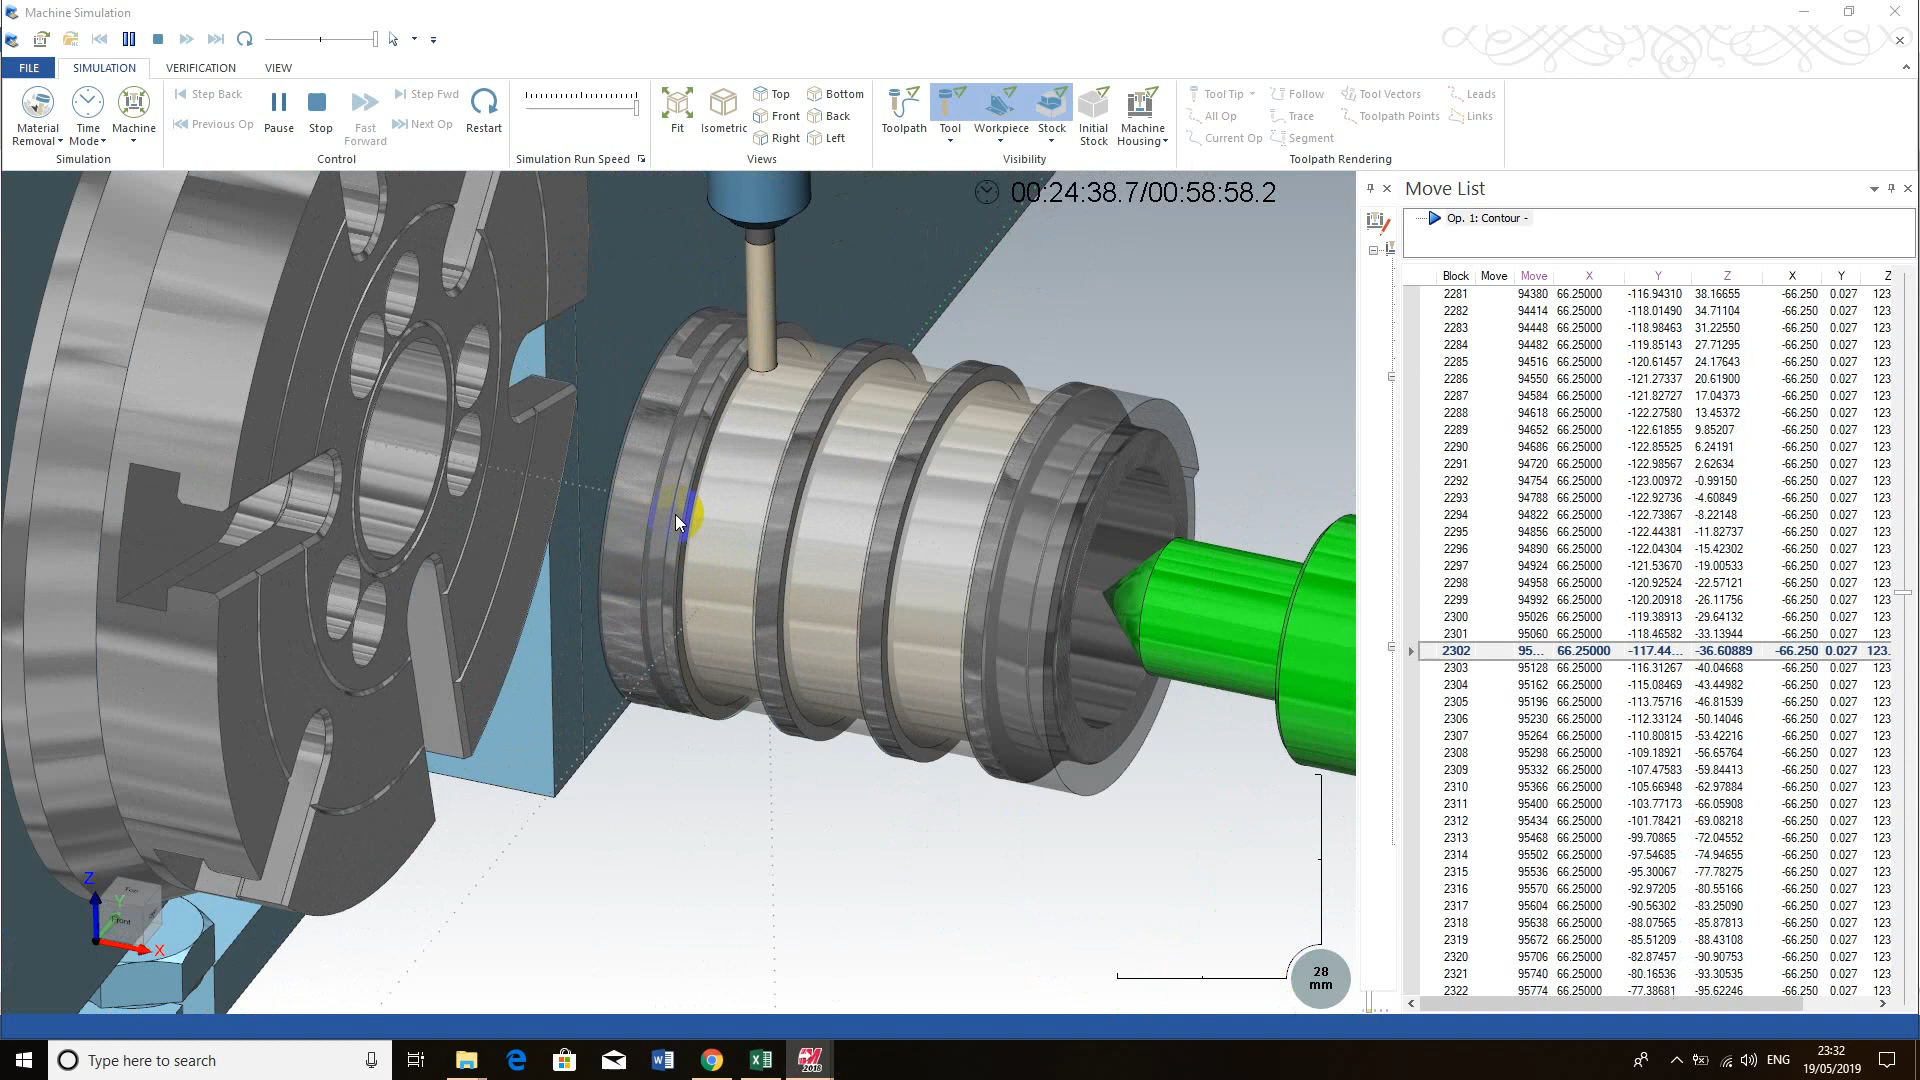 Machine Simulation
FILE SIMULATION VERIFICATION VIEW
Material Removal Time Mode Machine
Simulation
Step Back
Previous Op
Pause Stop Fast Forward
Step Fwd
Next Op
Restart
Control
Simulation Run Speed
Fit Isometric
Top Bottom
Front Back
Right Left
Views
Toolpath Tool Workpiece Stock Initial Stock Machine Housing
Visibility
Tool Tip Follow Tool Vectors Leads
All Op Trace Toolpath Points Links
Current Op Segment
Toolpath Rendering
00:24:38.7/00:58:58.2
Move List
Op. 1: Contour -
Block Move Move X Y Z X Y Z
2281 94380 66.25000 -116.94310 38.16655 -66.250 0.027 123
2282 94414 66.25000 -118.01490 34.71104 -66.250 0.027 123
2283 94448 66.25000 -118.98463 31.22550 -66.250 0.027 123
2284 94482 66.25000 -119.85143 27.71295 -66.250 0.027 123
2285 94516 66.25000 -120.61457 24.17643 -66.250 0.027 123
2286 94550 66.25000 -121.27337 20.61900 -66.250 0.027 123
2287 94584 66.25000 -121.82727 17.04373 -66.250 0.027 123
2288 94618 66.25000 -122.27580 13.45372 -66.250 0.027 123
2289 94652 66.25000 -122.61855 9.85207 -66.250 0.027 123
2290 94686 66.25000 -122.85525 6.24191 -66.250 0.027 123
2291 94720 66.25000 -122.98567 2.62634 -66.250 0.027 123
2292 94754 66.25000 -123.00972 -0.99150 -66.250 0.027 123
2293 94788 66.25000 -122.92736 -4.60849 -66.250 0.027 123
2294 94822 66.25000 -122.73867 -8.22148 -66.250 0.027 123
2295 94856 66.25000 -122.44381 -11.82737 -66.250 0.027 123
2296 94890 66.25000 -122.04304 -15.42302 -66.250 0.027 123
2297 94924 66.25000 -121.53670 -19.00533 -66.250 0.027 123
2298 94958 66.25000 -120.92524 -22.57121 -66.250 0.027 123
2299 94992 66.25000 -120.20918 -26.11756 -66.250 0.027 123
2300 95026 66.25000 -119.38913 -29.64132 -66.250 0.027 123
2301 95060 66.25000 -118.46582 -33.13944 -66.250 0.027 123
2302 95... 66.25000 -117.44... -36.60889 -66.250 0.027 123.
2303 95128 66.25000 -116.31267 -40.04668 -66.250 0.027 123
2304 95162 66.25000 -115.08469 -43.44982 -66.250 0.027 123
2305 95196 66.25000 -113.75716 -46.81539 -66.250 0.027 123
2306 95230 66.25000 -112.33124 -50.14046 -66.250 0.027 123
2307 95264 66.25000 -110.80815 -53.42216 -66.250 0.027 123
2308 95298 66.25000 -109.18921 -56.65764 -66.250 0.027 123
2309 95332 66.25000 -107.47583 -59.84413 -66.250 0.027 123
2310 95366 66.25000 -105.66948 -62.97884 -66.250 0.027 123
2311 95400 66.25000 -103.77173 -66.05908 -66.250 0.027 123
2312 95434 66.25000 -101.78421 -69.08218 -66.250 0.027 123
2313 95468 66.25000 -99.70865 -72.04552 -66.250 0.027 123
2314 95502 66.25000 -97.54685 -74.94655 -66.250 0.027 123
2315 95536 66.25000 -95.30067 -77.78275 -66.250 0.027 123
2316 95570 66.25000 -92.97205 -80.55166 -66.250 0.027 123
2317 95604 66.25000 -90.56302 -83.25090 -66.250 0.027 123
2318 95638 66.25000 -88.07565 -85.87813 -66.250 0.027 123
2319 95672 66.25000 -85.51209 -88.43108 -66.250 0.027 123
2320 95706 66.25000 -82.87457 -90.90753 -66.250 0.027 123
2321 95740 66.25000 -80.16536 -93.30535 -66.250 0.027 123
2322 95774 66.25000 -77.38681 -95.62246 -66.250 0.027 123
Z
Top
Y
Front
X
28
mm
Type here to search
2018
ENG
23:32
19/05/2019